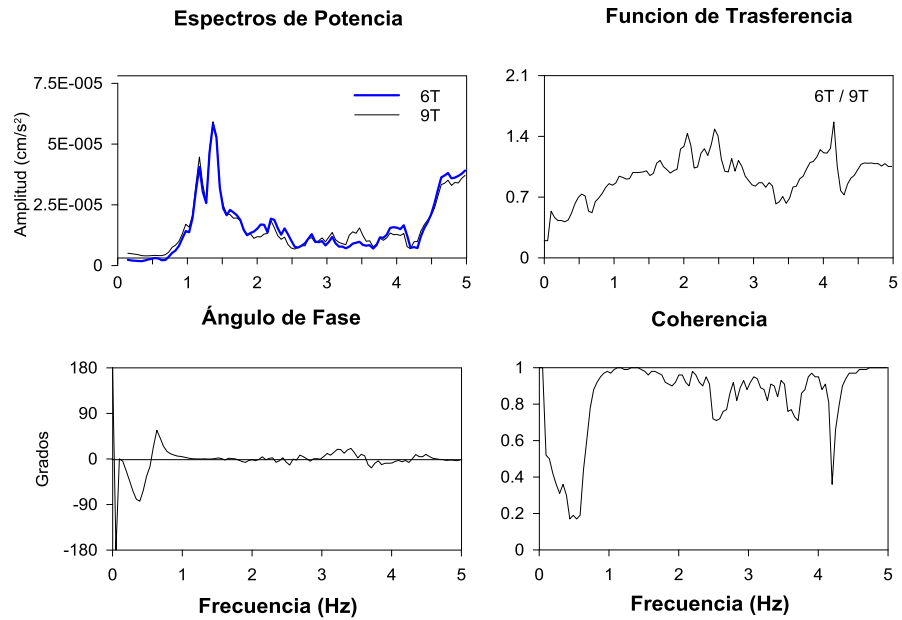 Espectros de Potencia
Funcion de Trasferencia
7.5E-005
5E-005
2.5E-005
0
Amplitud (cm/s²)
6T
9T
0 1 2 3 4 5
2.1
1.4
0.7
0
6T / 9T
0 1 2 3 4 5
Ángulo de Fase
Coherencia
180
90
0
-90
-180
Grados
0 1 2 3 4 5
Frecuencia (Hz)
1
0.8
0.6
0.4
0.2
0
0 1 2 3 4 5
Frecuencia (Hz)